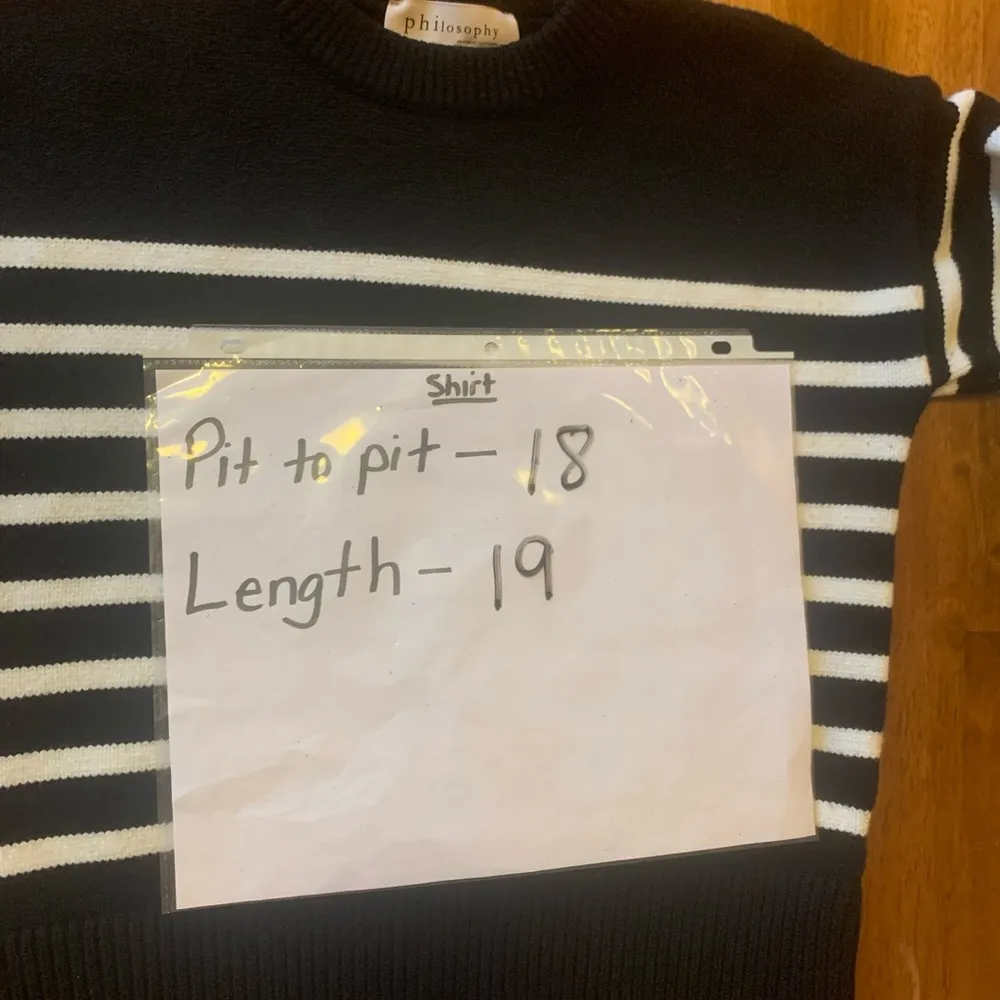 philosophy
Shirt
Pit to pit - 18
Length - 19